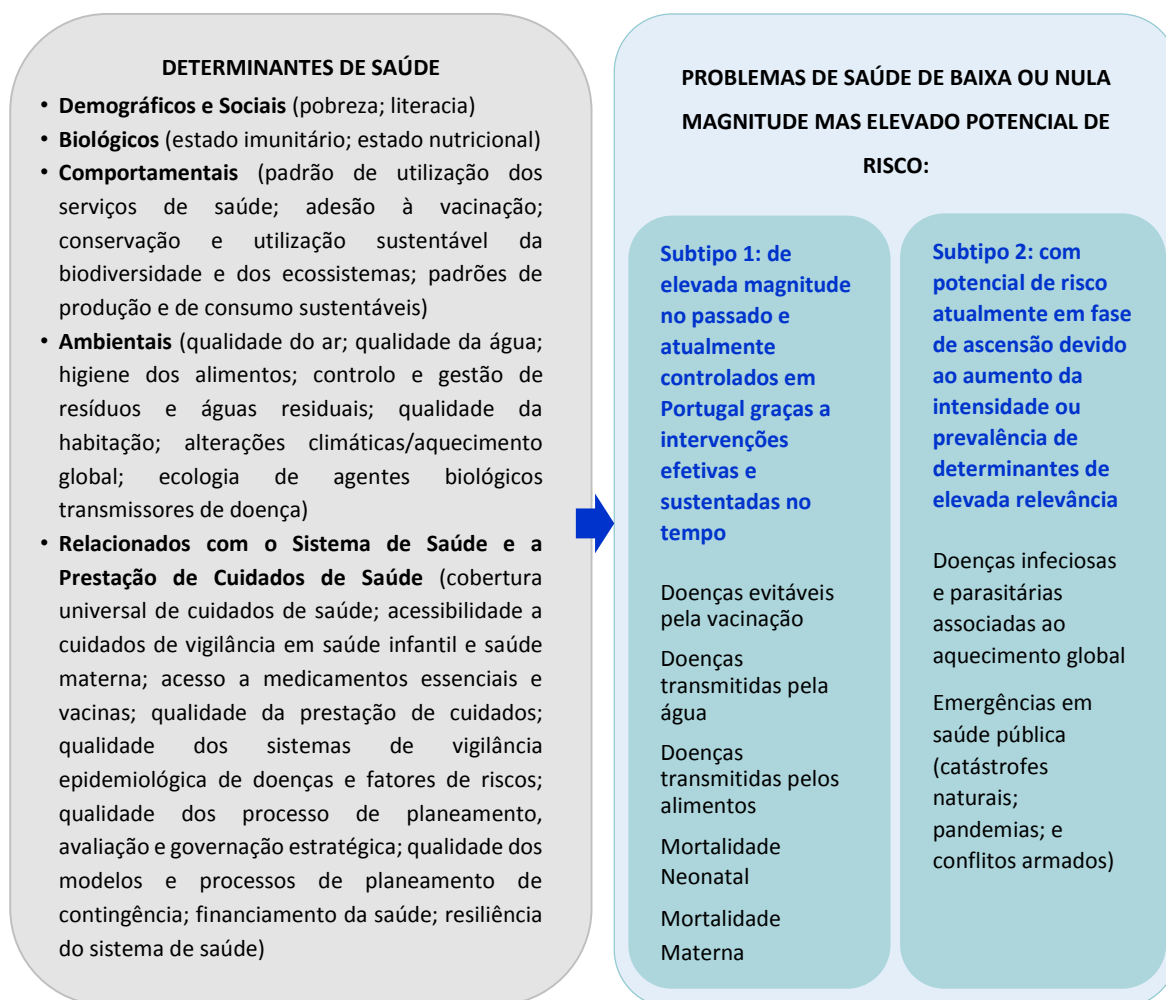 DETERMINANTES DE SAÚDE
• Demográficos e Sociais (pobreza; literacia)
• Biológicos (estado imunitário; estado nutricional)
• Comportamentais (padrão de utilização dos
serviços de saúde; adesão à vacinação;
conservação e utilização sustentável da
biodiversidade e dos ecossistemas; padrões de
produção e de consumo sustentáveis)
• Ambientais (qualidade do ar; qualidade da água;
higiene dos alimentos; controlo e gestão de
resíduos e águas residuais; qualidade da
habitação; alterações climáticas/aquecimento
global; ecologia de agentes biológicos
transmissores de doença)
• Relacionados com o Sistema de Saúde e a
Prestação de Cuidados de Saúde (cobertura
universal de cuidados de saúde; acessibilidade a
cuidados de vigilância em saúde infantil e saúde
materna; acesso a medicamentos essenciais e
vacinas; qualidade da prestação de cuidados;
qualidade dos sistemas de vigilância
epidemiológica de doenças e fatores de riscos;
qualidade dos processo de planeamento,
avaliação e governação estratégica; qualidade dos
modelos e processos de planeamento de
contingência; financiamento da saúde; resiliência
do sistema de saúde)
PROBLEMAS DE SAÚDE DE BAIXA OU NULA
MAGNITUDE MAS ELEVADO POTENCIAL DE
RISCO:
Subtipo 1: de
elevada magnitude
no passado e
atualmente
controlados em
Portugal graças a
intervenções
efetivas e
sustentadas no
tempo
Doenças evitáveis
pela vacinação
Doenças
transmitidas pela
água
Doenças
transmitidas pelos
alimentos
Mortalidade
Neonatal
Mortalidade
Materna
Subtipo 2: com
potencial de risco
atualmente em fase
de ascensão devido
ao aumento da
intensidade ou
prevalência de
determinantes de
elevada relevância
Doenças infeciosas
e parasitárias
associadas ao
aquecimento global
Emergências em
saúde pública
(catástrofes
naturais;
pandemias; e
conflitos armados)